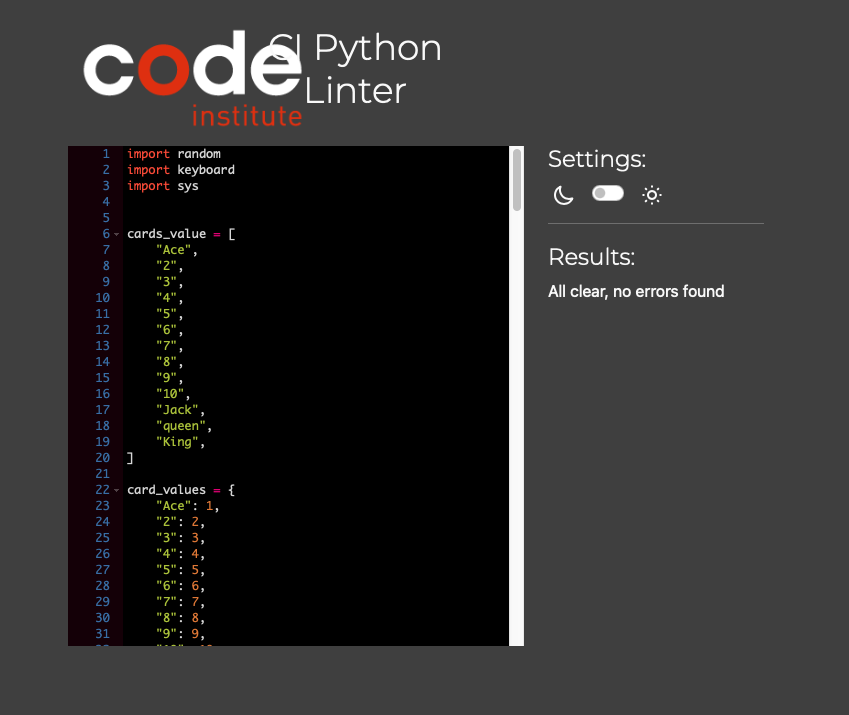 code
institute
CI Python
Linter
1 import random
2 import keyboard
3 import sys
4
5
6 cards_value = [
7     "Ace",
8     "2",
9     "3",
10     "4",
11     "5",
12     "6",
13     "7",
14     "8",
15     "9",
16     "10",
17     "Jack",
18     "queen",
19     "King",
20 ]
21
22 card_values = {
23     "Ace": 1,
24     "2": 2,
25     "3": 3,
26     "4": 4,
27     "5": 5,
28     "6": 6,
29     "7": 7,
30     "8": 8,
31     "9": 9,
Settings:
Results:
All clear, no errors found